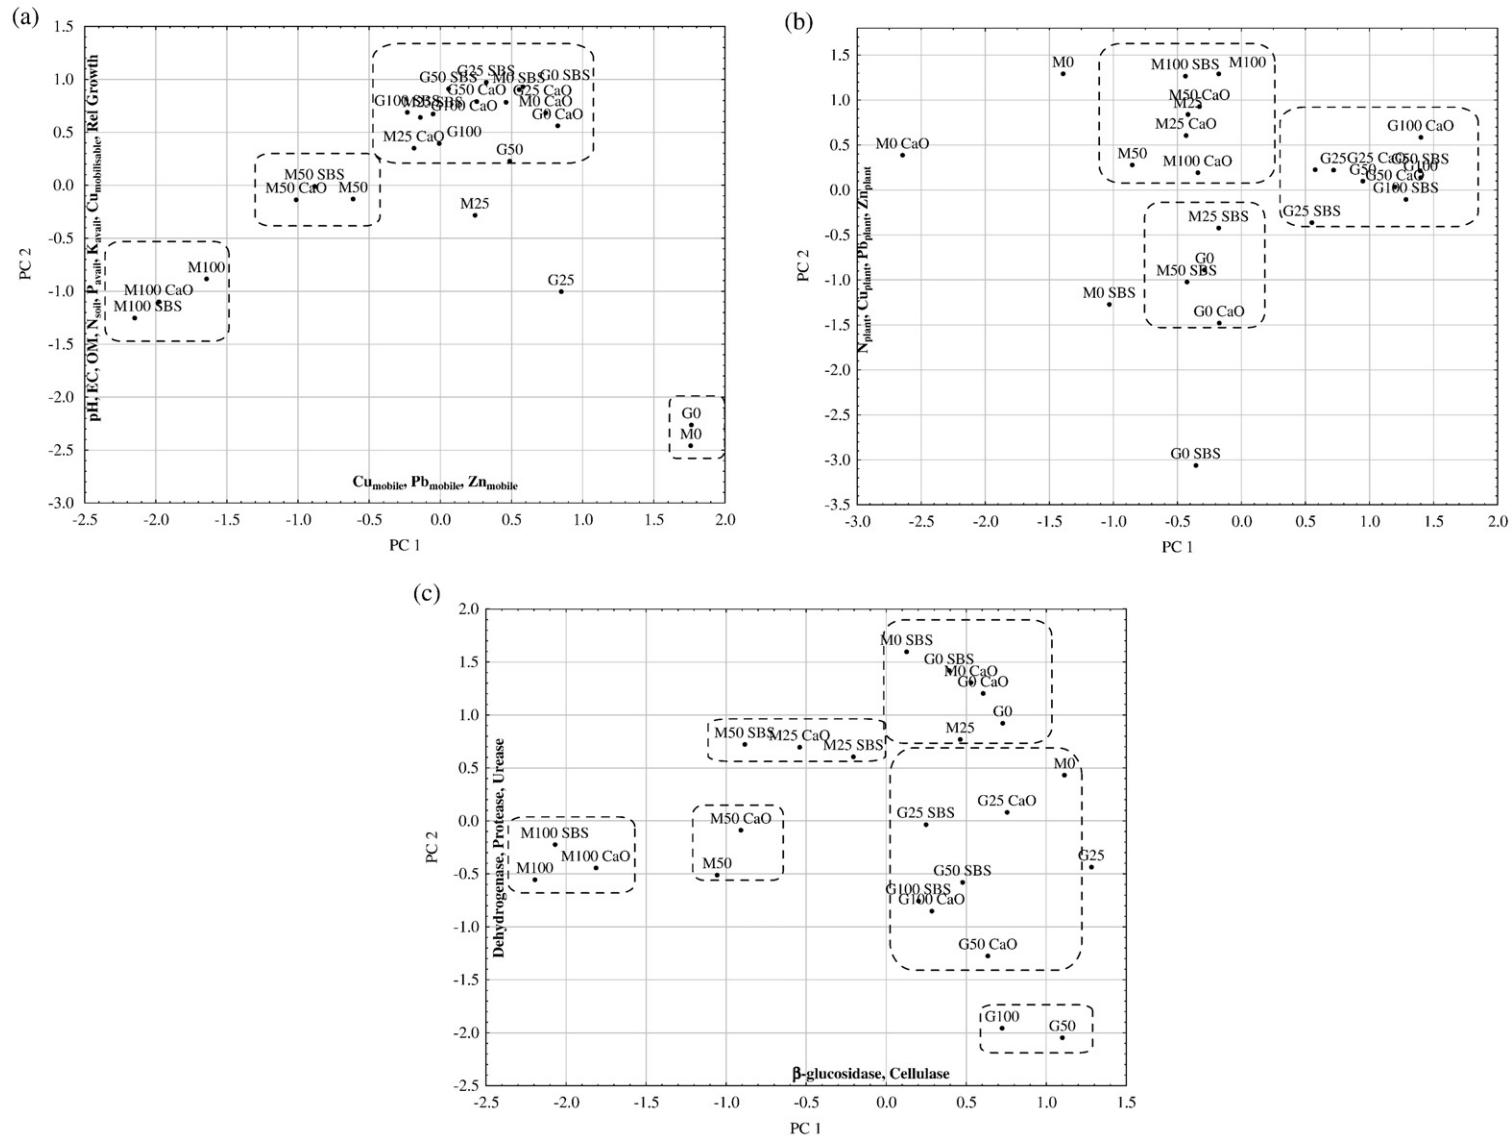 (a)
1.5
1.0
0.5
0.0
-0.5
-1.0
-1.5
-2.0
-2.5
-3.0
PC 2
pH, EC, OM, Nsoil, Pavail, Kavail, Cumobilisable, Rel Growth
G25 SBS
G50 SBS
M0 SBS
G0 SBS
G50 CaO
G25 CaO
G100 SBS
M25 SBS
G100 CaO
M0 CaO
G0 CaO
M25 CaO
G100
G50
M50 SBS
M50 CaO
M50
M25
M100
M100 CaO
M100 SBS
G25
G0
M0
Cumobile, Pbmobile, Znmobile
-2.5
-2.0
-1.5
-1.0
-0.5
0.0
0.5
1.0
1.5
2.0
PC 1
(b)
1.5
1.0
0.5
0.0
-0.5
-1.0
-1.5
-2.0
-2.5
-3.0
-3.5
PC 2
Nplant, Cuplant, Pbplant, Znplant
M0
M100 SBS
M100
M50 CaO
M25
M25 CaO
G100 CaO
M0 CaO
M50
M100 CaO
G25
G25 CaO
G50 SBS
G50
G100
G50 CaO
G100 SBS
M25 SBS
G25 SBS
G0
M50 SBS
M0 SBS
G0 CaO
G0 SBS
-3.0
-2.5
-2.0
-1.5
-1.0
-0.5
0.0
0.5
1.0
1.5
2.0
PC 1
(c)
2.0
1.5
1.0
0.5
0.0
-0.5
-1.0
-1.5
-2.0
-2.5
PC 2
Dehydrogenase, Protease, Urease
M0 SBS
G0 SBS
M0 CaO
G0 CaO
G0
M25
M50 SBS
M25 CaO
M25 SBS
M0
G25 CaO
G25 SBS
M50 CaO
M100 SBS
M100 CaO
M100
M50
G25
G50 SBS
G100 SBS
G100 CaO
G50 CaO
G100
G50
β-glucosidase, Cellulase
-2.5
-2.0
-1.5
-1.0
-0.5
0.0
0.5
1.0
1.5
PC 1